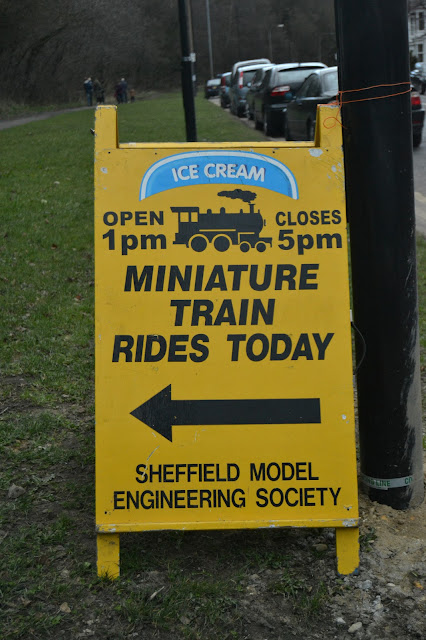 ICE CREAM
OPEN CLOSES
1pm 5pm
MINIATURE
TRAIN
RIDES TODAY
SHEFFIELD MODEL
ENGINEERING SOCIETY